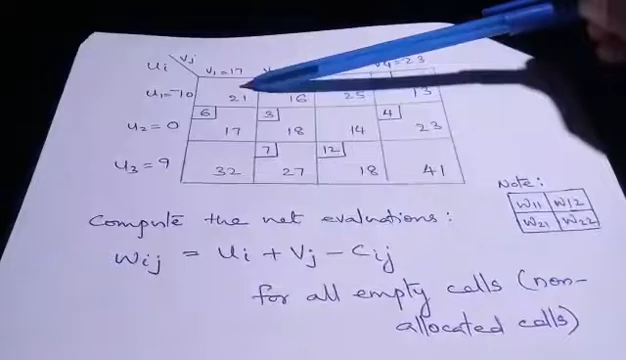 ui vj v1=17 v4=23
u1=-10 21 16 25 13
u2=0 6 17 3 18 14 4 23
u3=9 32 7 27 12 18 41
Note:
w11 w12
w21 w22
Compute the net evaluations:
wij = ui + vj - cij
for all empty cells (non-
allocated cells)